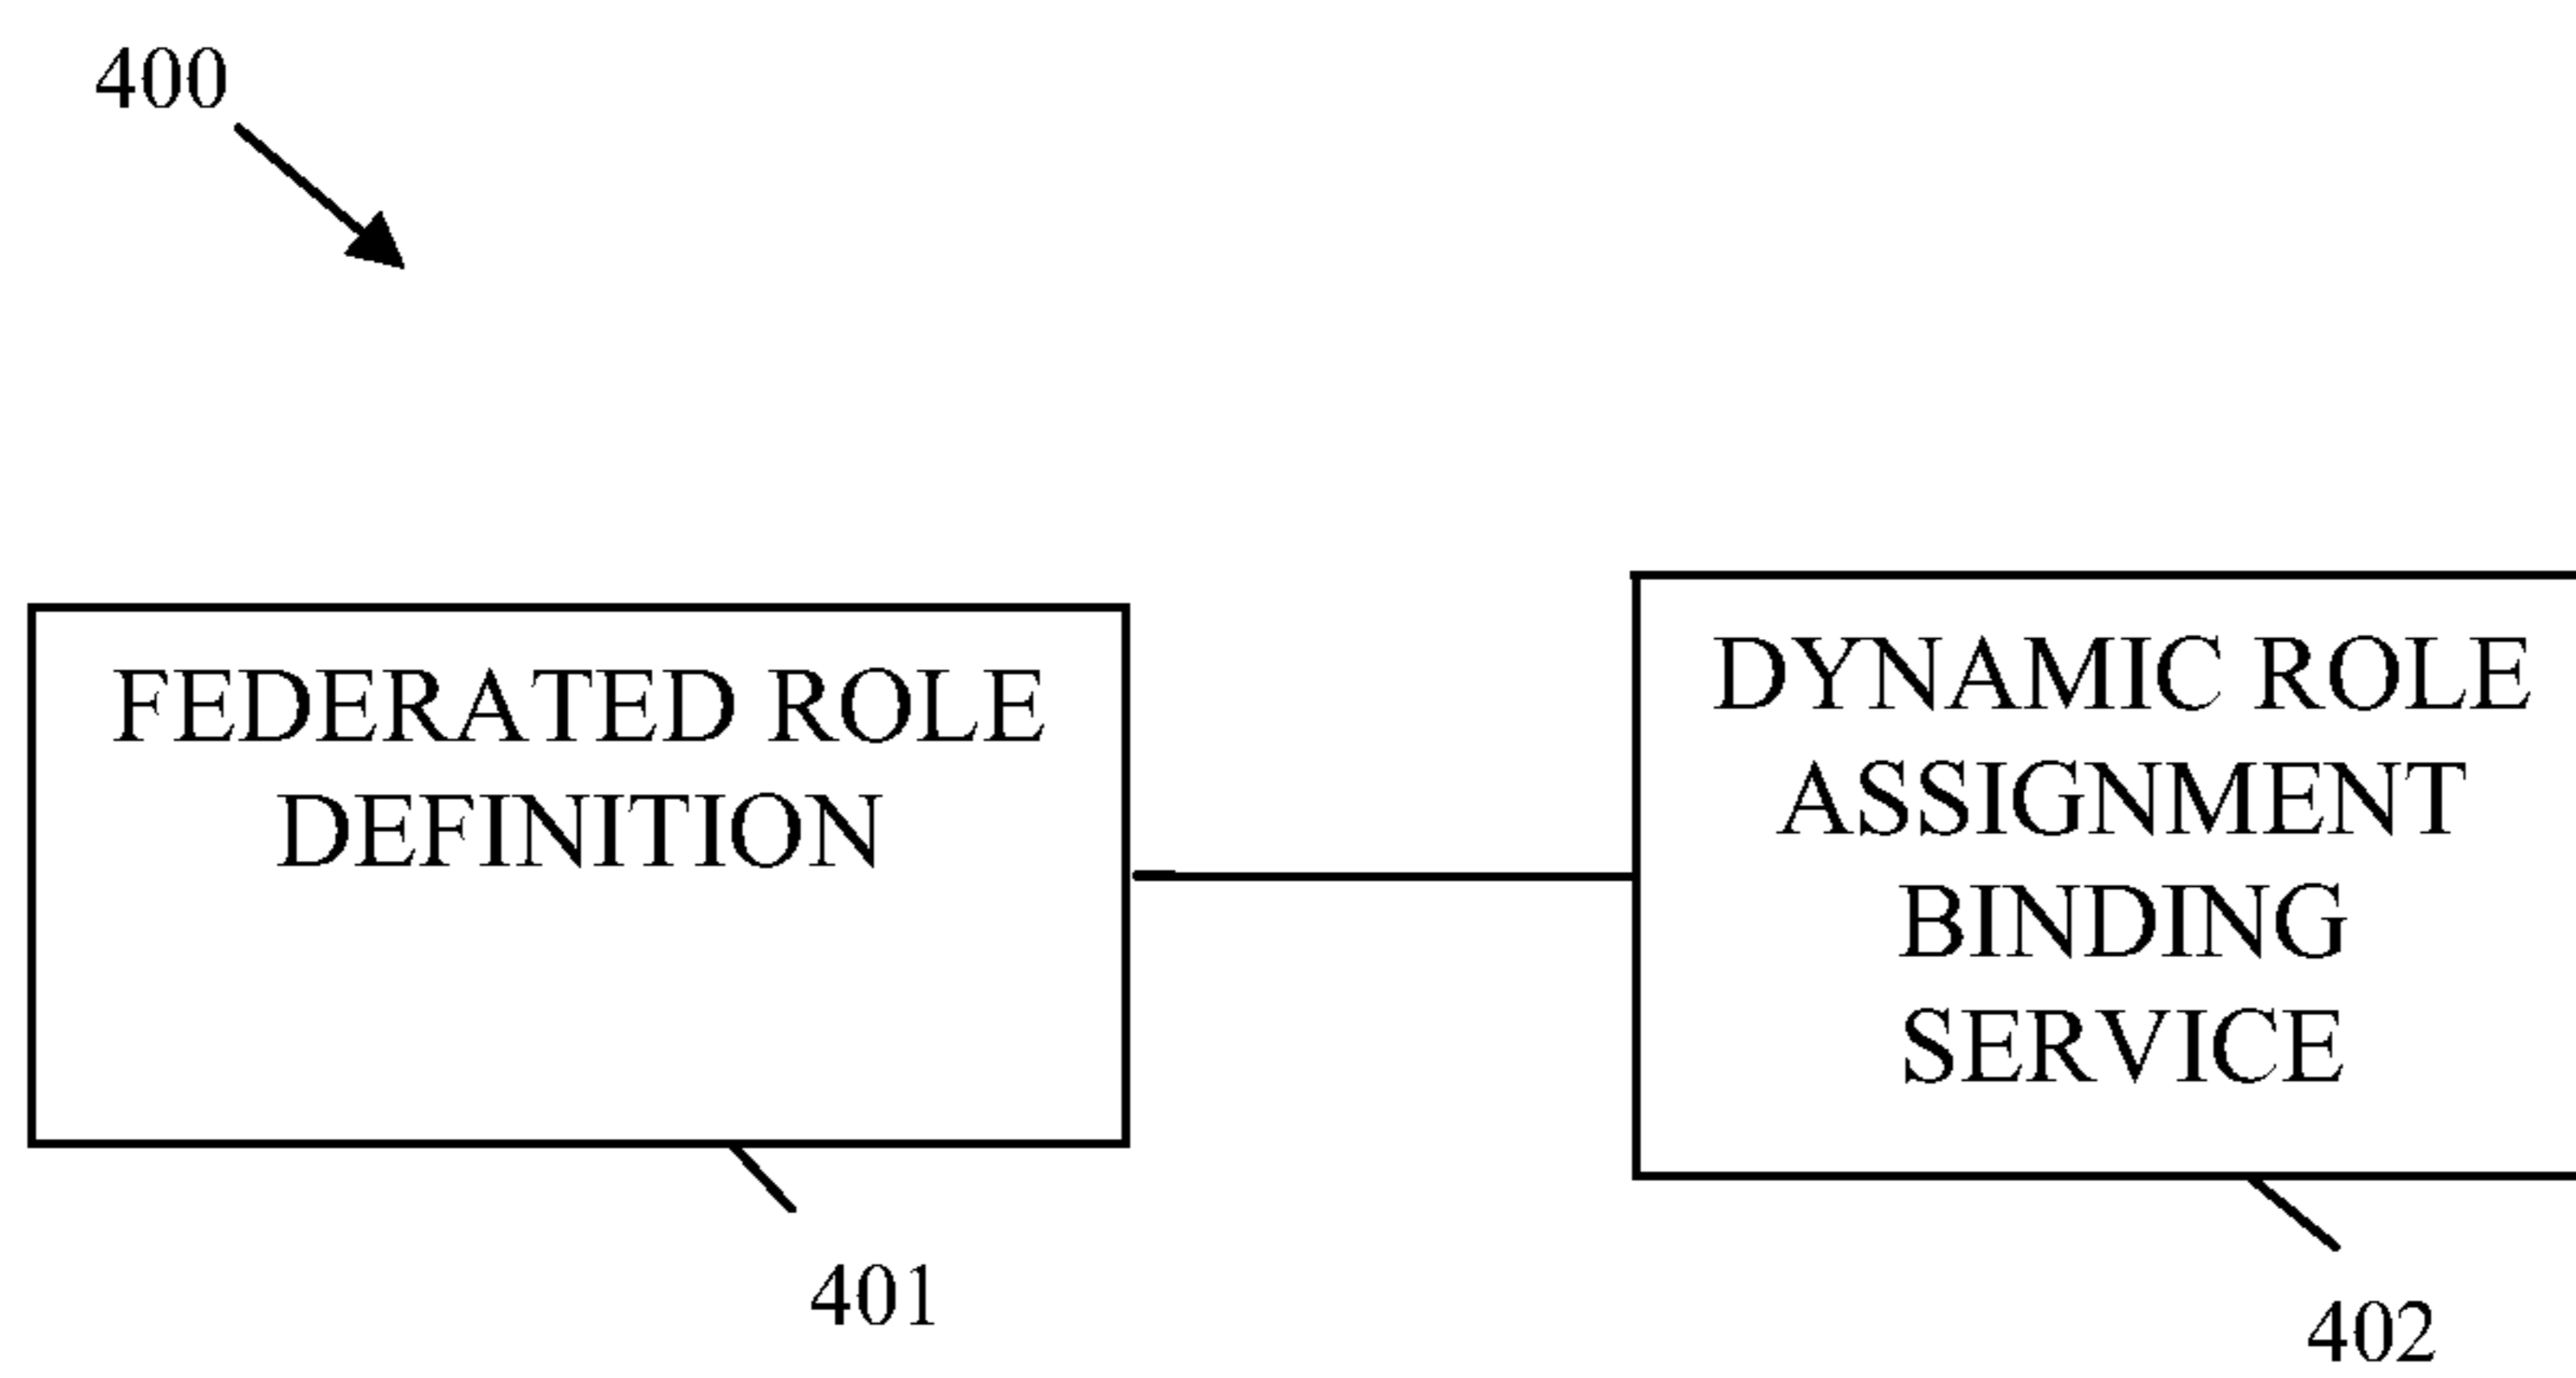 400
FEDERATED ROLE
DEFINITION
401
DYNAMIC ROLE
ASSIGNMENT
BINDING
SERVICE
402